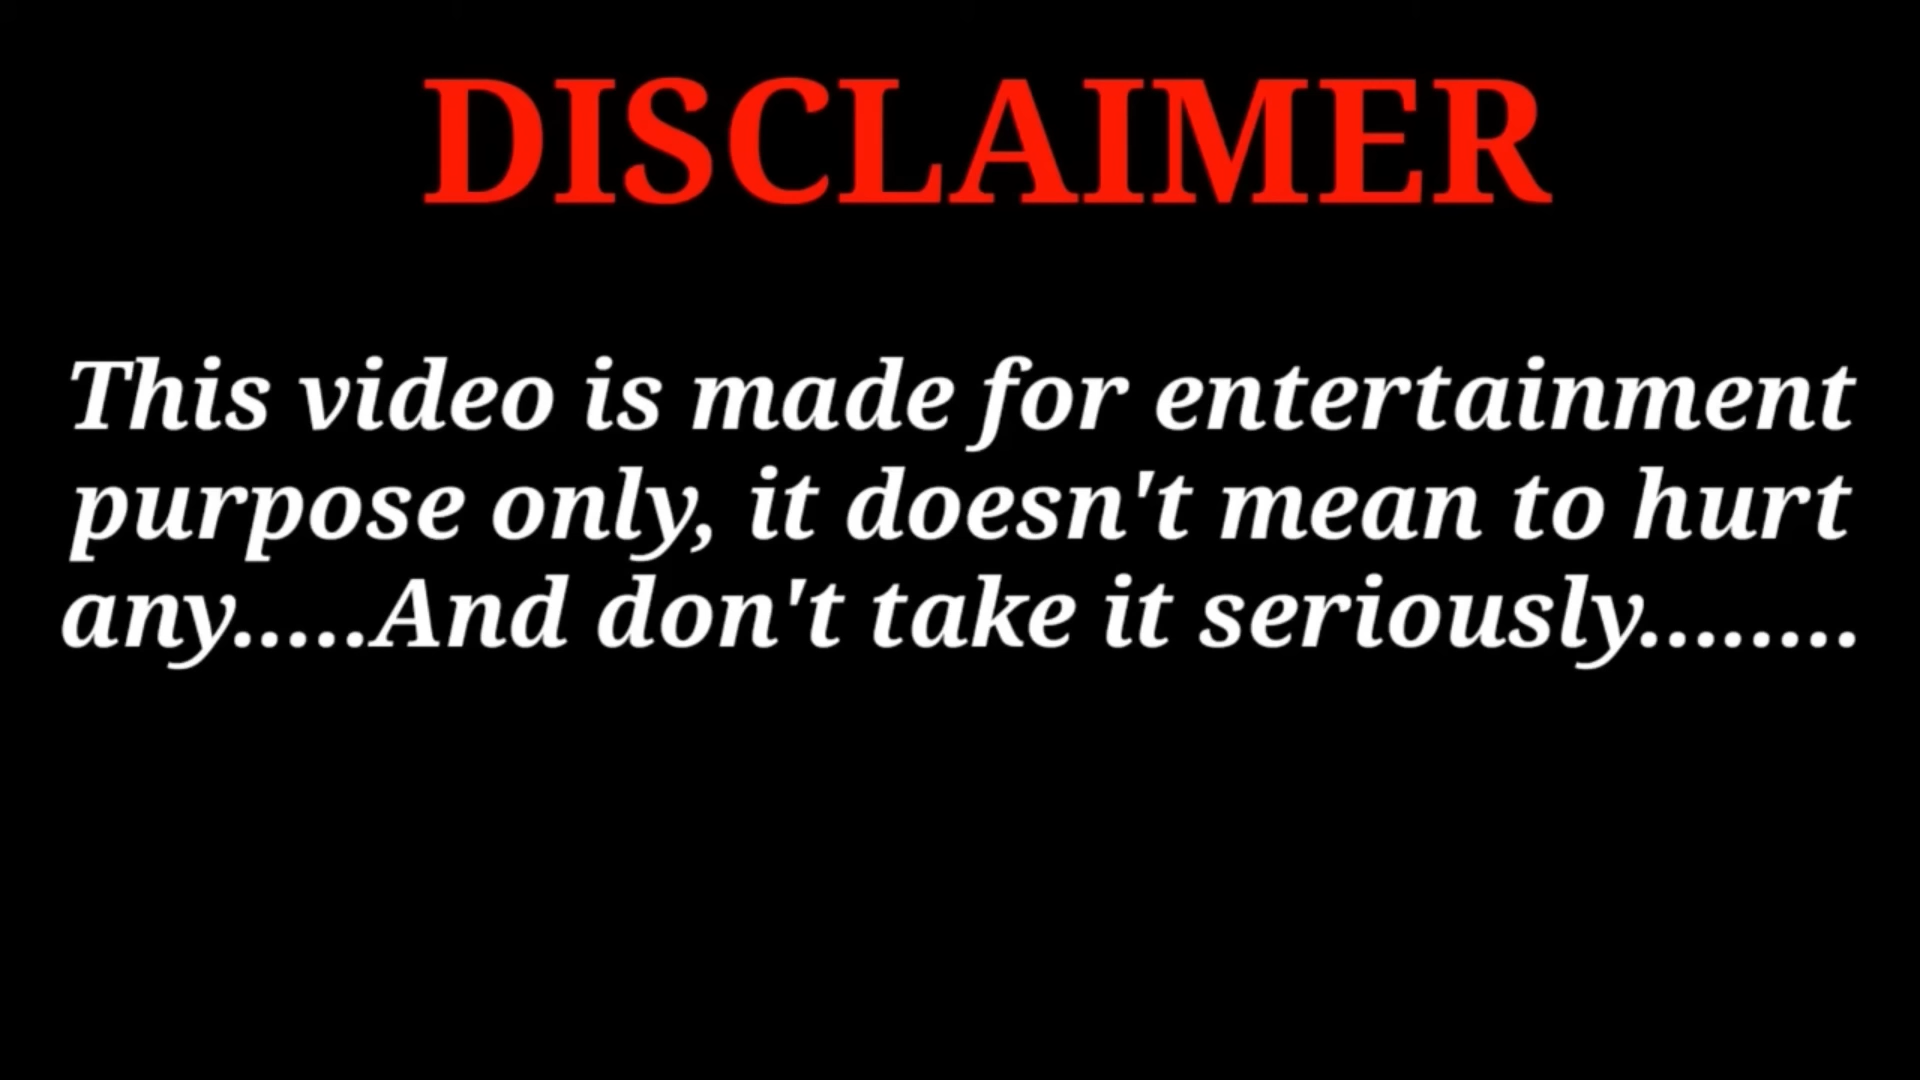 DISCLAIMER
This video is made for entertainment
purpose only, it doesn't mean to hurt
any.....And don't take it seriously........